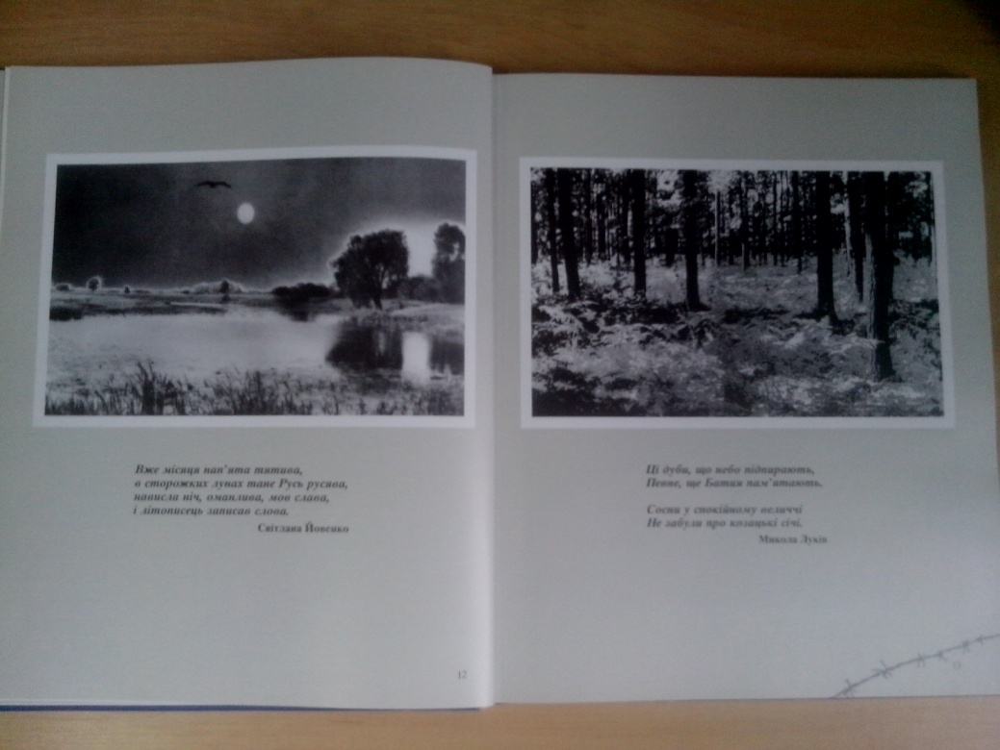 Вже місяця нап'ята тятива,
в сторожких лунах тане Русь русява,
нависла ніч, оманлива, мов слава,
і літописець записав слова.
Світлана Йовенко
12
Ці дуби, що небо підпирають,
Певне, ще Батия пам'ятають.
Сосни у спокійному величчі
Не забули про козацькі січі.
Микола Луків